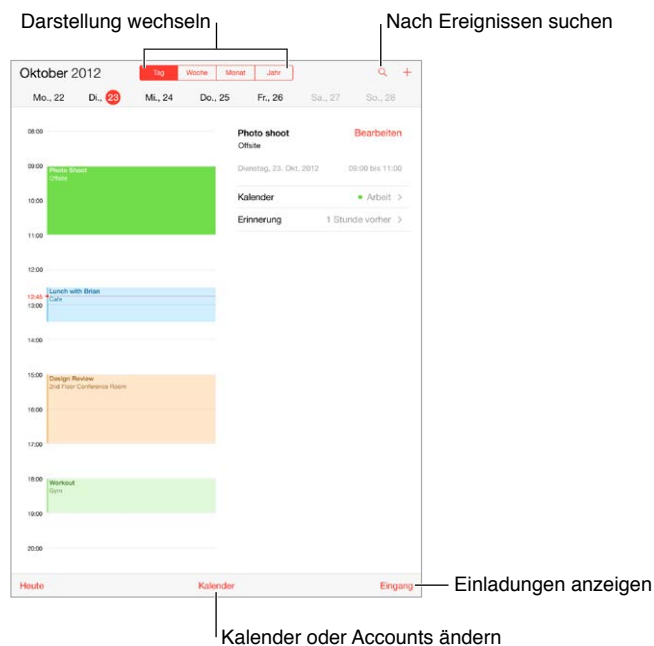 Darstellung wechseln
Nach Ereignissen suchen
Oktober 2012
Tag Woche Monat Jahr
Mo., 22 Di., 23 Mi., 24 Do., 25 Fr., 26 Sa., 27 So., 28
08:00
Photo shoot
Bearbeiten
Offsite
09:00
Photo Shoot
Offsite
Dienstag, 23. Okt. 2012
09:00 bis 11:00
10:00
Kalender
Arbeit
Erinnerung
1 Stunde vorher
11:00
12:00
Lunch with Brian
12:45
Cafe
13:00
14:00
15:00
Design Review
2nd Floor Conference Room
16:00
17:00
18:00
Workout
Gym
19:00
20:00
Heute
Kalender
Eingang
Einladungen anzeigen
Kalender oder Accounts ändern